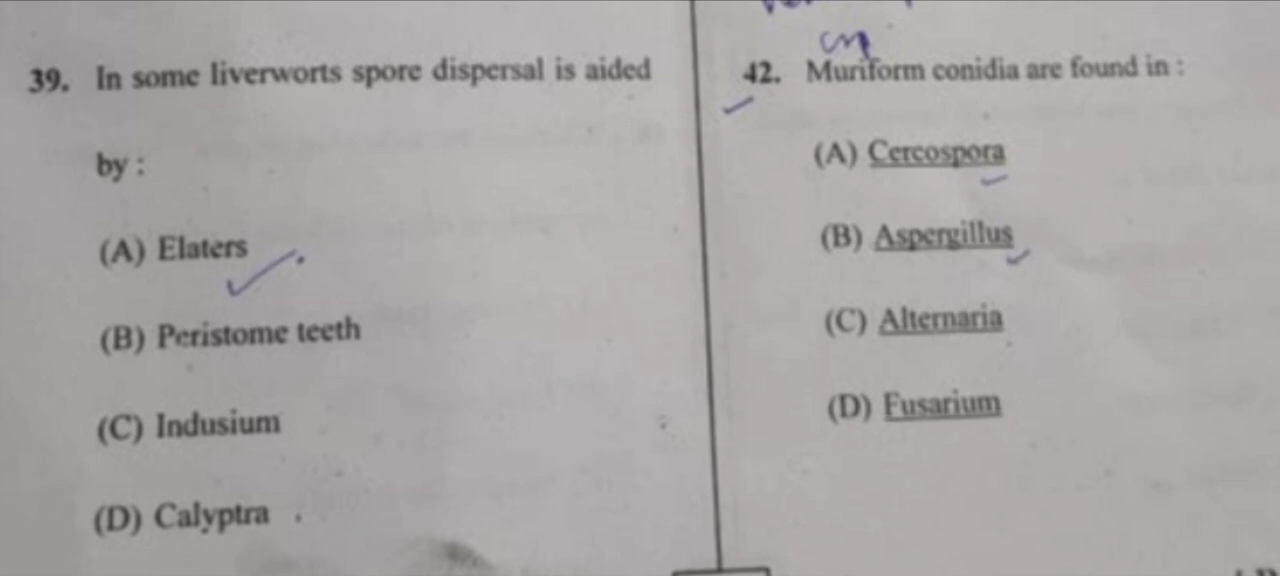 39. In some liverworts spore dispersal is aided
by :
(A) Elaters
(B) Peristome teeth
(C) Indusium
(D) Calyptra
42. Muriform conidia are found in :
(A) Cercospora
(B) Aspergillus
(C) Alternaria
(D) Fusarium